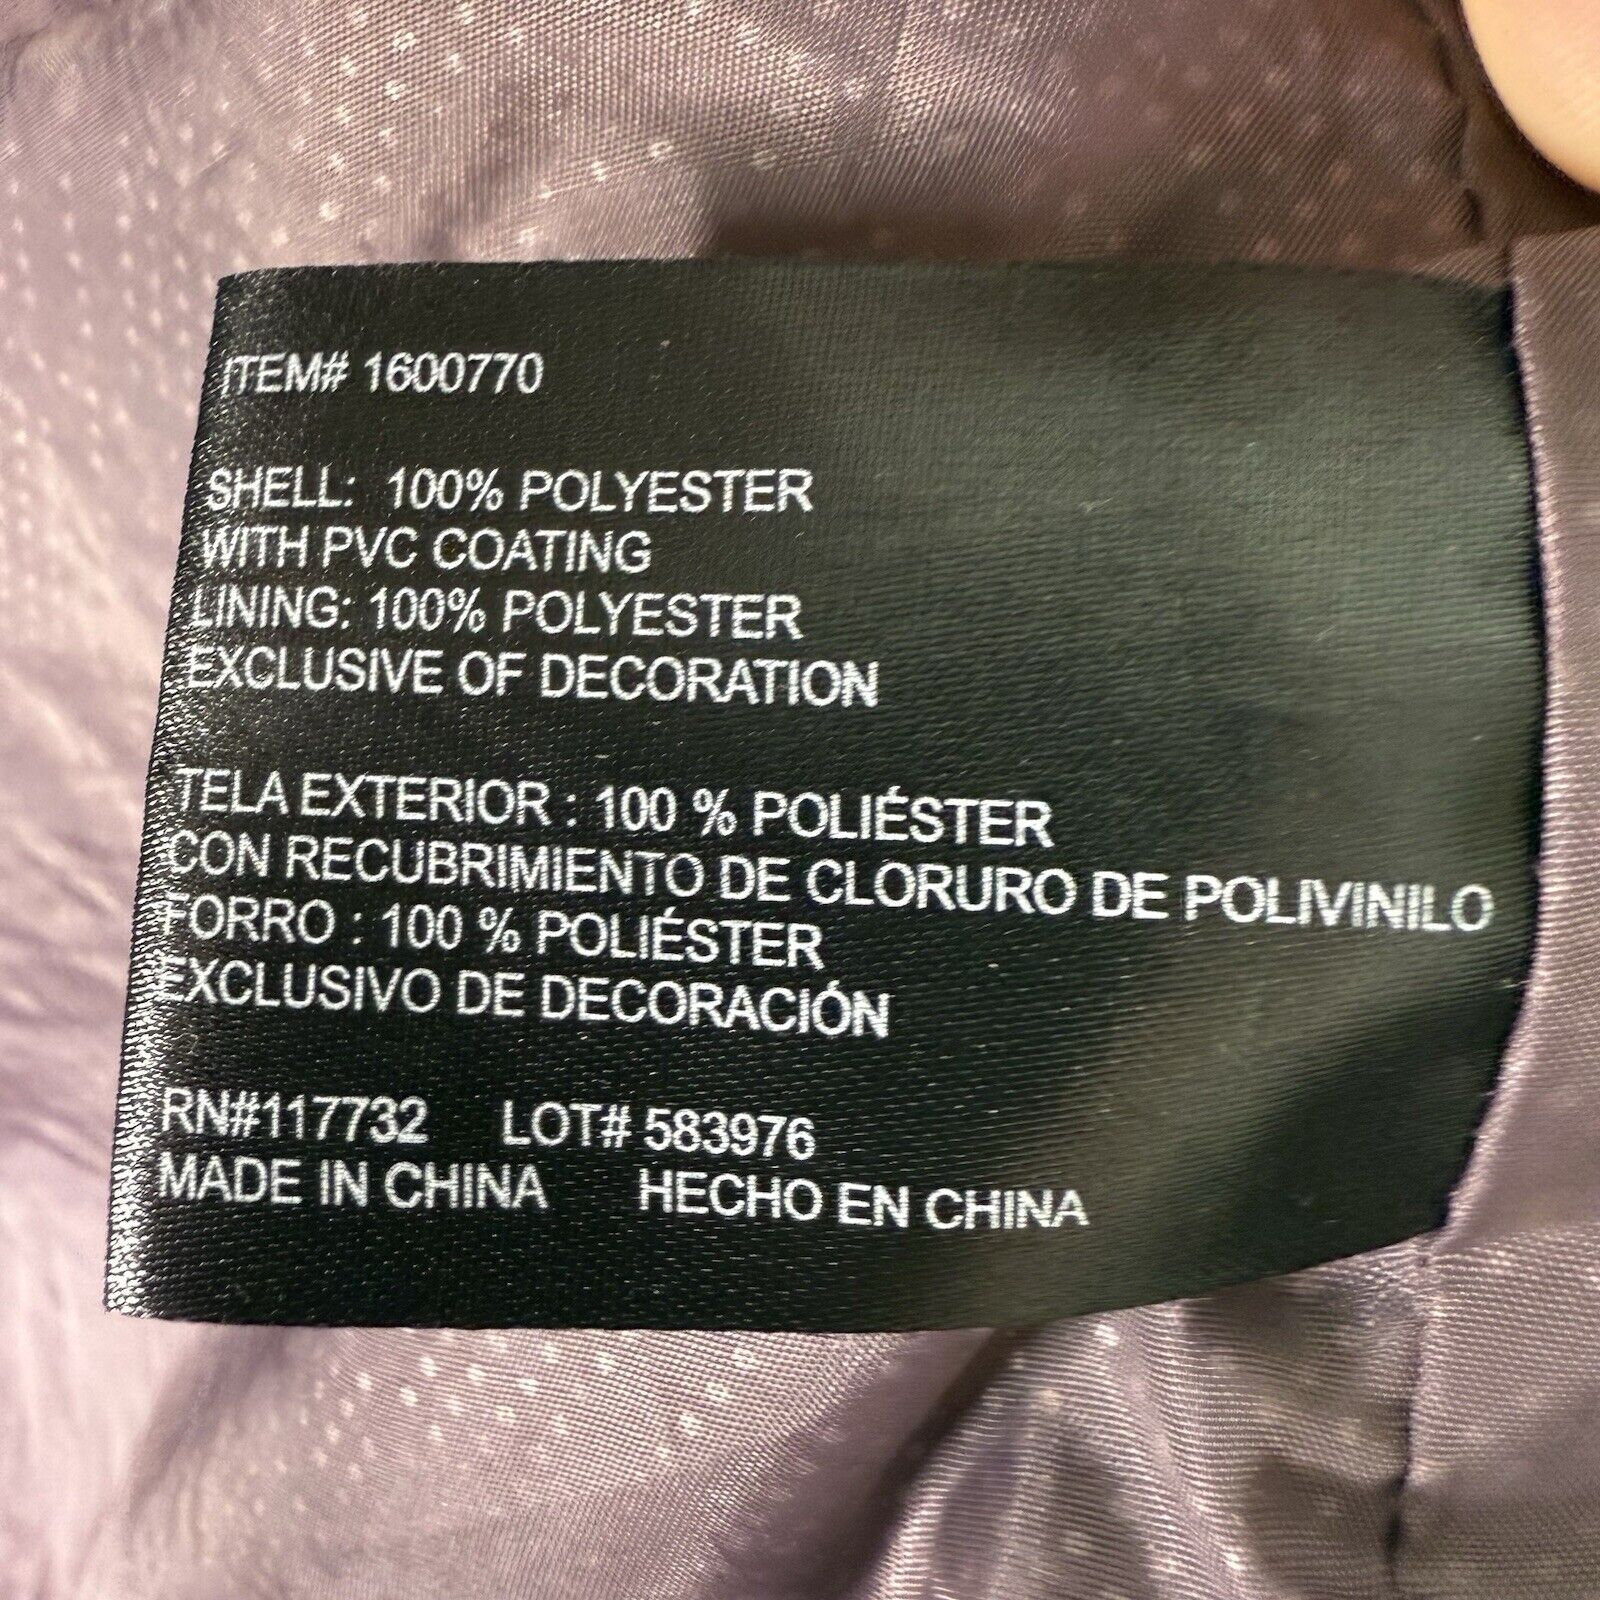 ITEM# 1600770
SHELL: 100% POLYESTER
WITH PVC COATING
LINING: 100% POLYESTER
EXCLUSIVE OF DECORATION
TELA EXTERIOR : 100 % POLIÉSTER
CON RECUBRIMIENTO DE CLORURO DE POLIVINILO
FORRO : 100 % POLIÉSTER
EXCLUSIVO DE DECORACIÓN
RN#117732 LOT# 583976
MADE IN CHINA HECHO EN CHINA